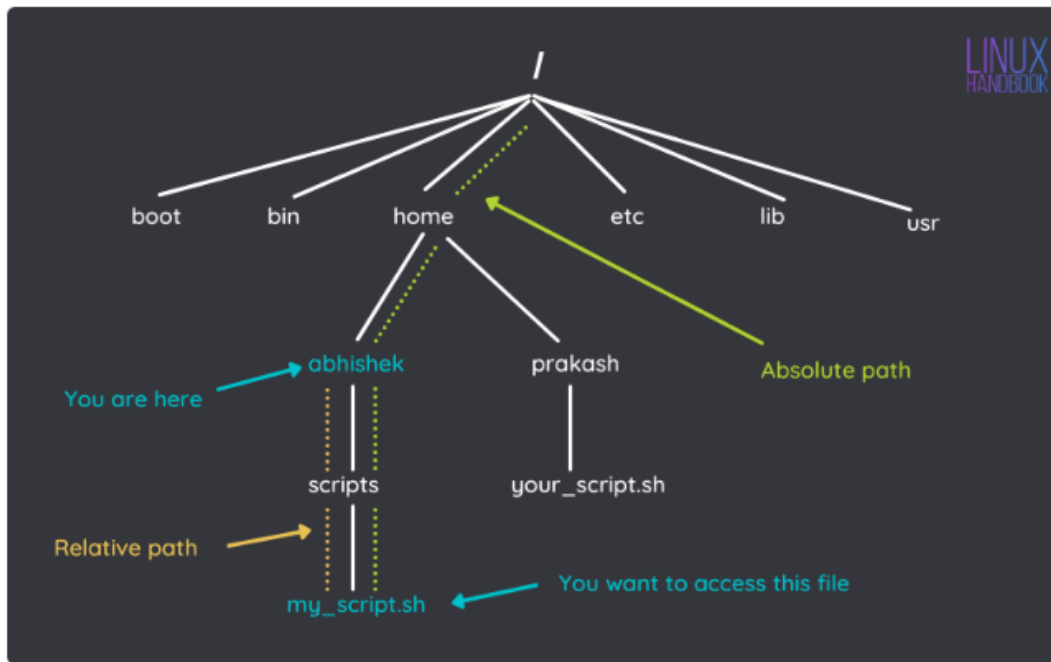 /
LINUX
HANDBOOK
boot bin home etc lib usr
abhishek prakash Absolute path
You are here
scripts your_script.sh
Relative path
You want to access this file
my_script.sh